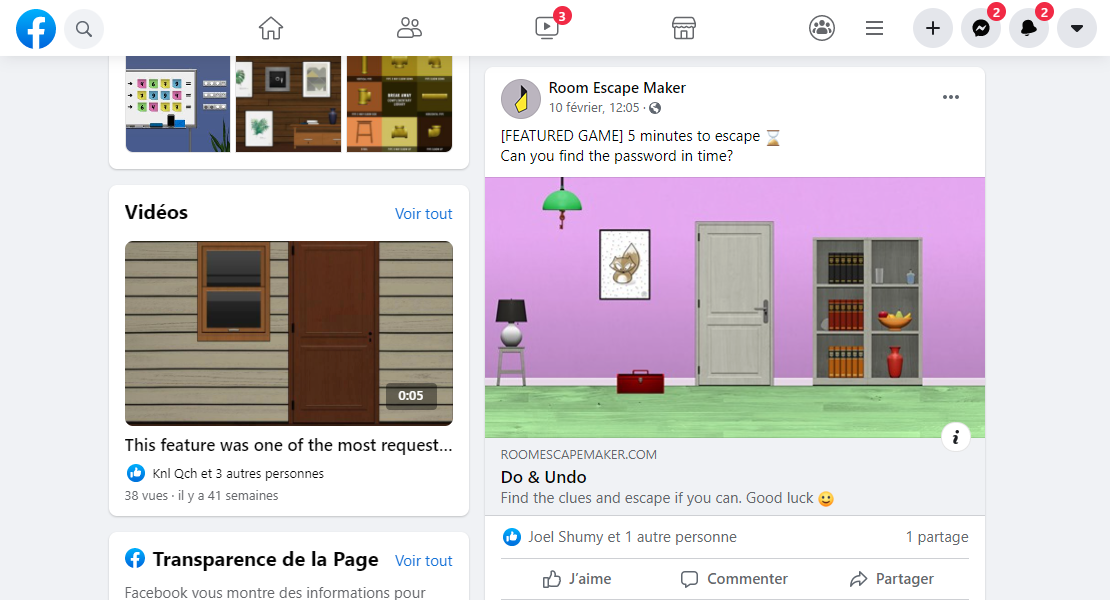 3
2
2
Vidéos
Voir tout
0:05
This feature was one of the most request...
Knl Qch et 3 autres personnes
38 vues · il y a 41 semaines
Transparence de la Page
Voir tout
Facebook vous montre des informations pour
Room Escape Maker
10 février, 12:05 ·
[FEATURED GAME] 5 minutes to escape ⌛
Can you find the password in time?
ROOMESCAPEMAKER.COM
Do & Undo
Find the clues and escape if you can. Good luck 😀
Joel Shumy et 1 autre personne
1 partage
J’aime
Commenter
Partager